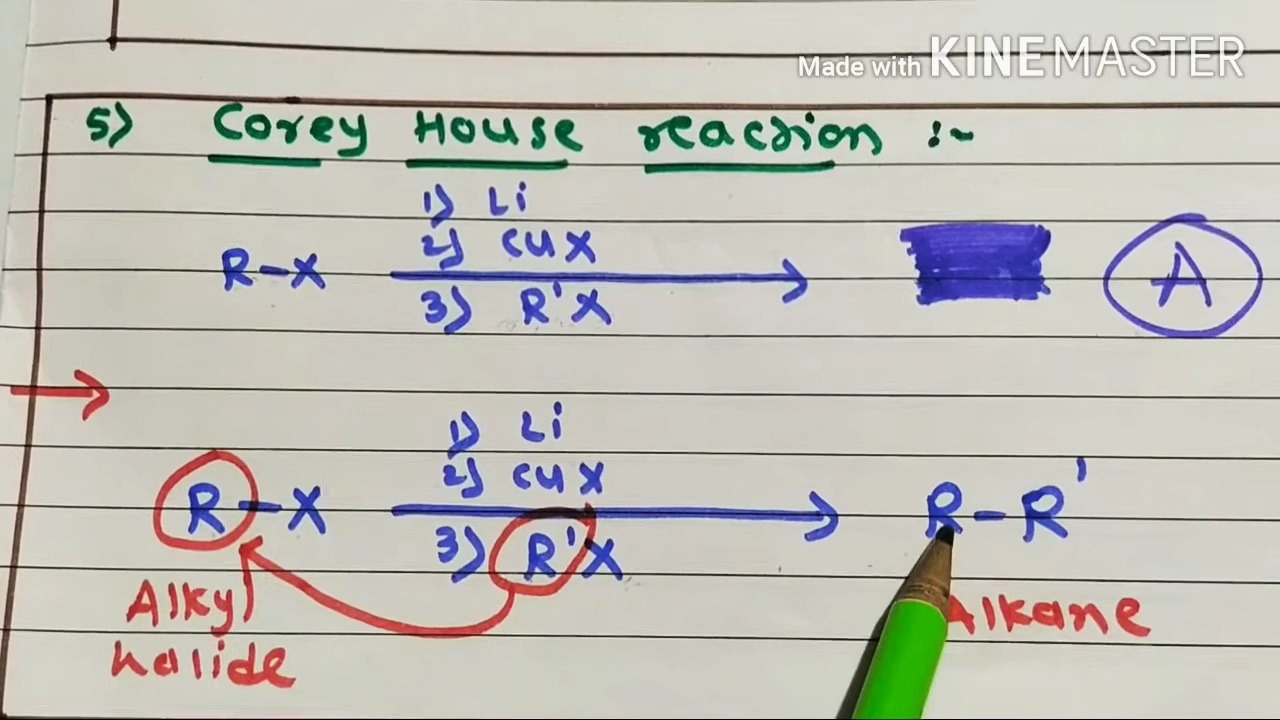 Made with KINEMASTER
5) Corey House reaction :-
1) Li
2) CuX
R-X
3) R'X
A
1) Li
2) CuX
R-X
3) R'X
R-R'
Alkyl
halide
Alkane